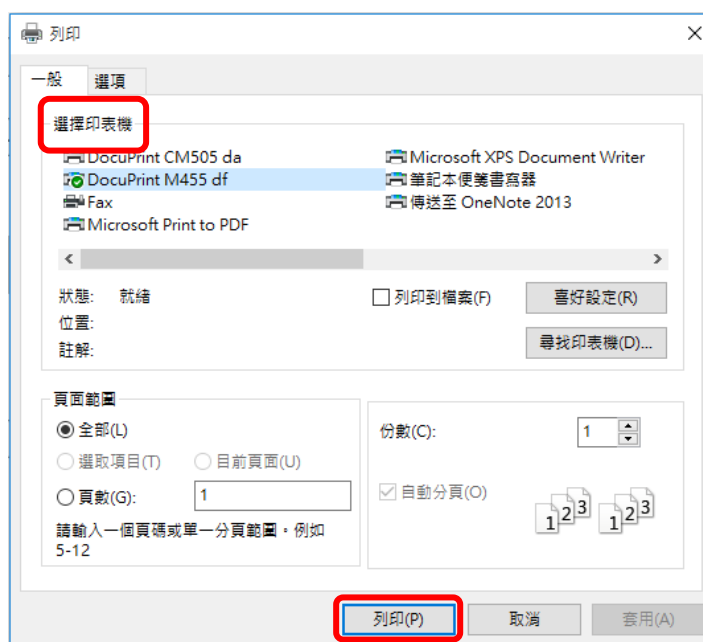 列印
一般
選項
選擇印表機
DocuPrint CM505 da
Microsoft XPS Document Writer
DocuPrint M455 df
筆記本便箋書寫器
Fax
傳送至 OneNote 2013
Microsoft Print to PDF
狀態: 就緒
列印到檔案(F)
喜好設定(R)
位置:
註解:
尋找印表機(D)...
頁面範圍
全部(L)
份數(C):
1
選取項目(T)
目前頁面(U)
自動分頁(O)
頁數(G):
1
1 2 3 1 2 3
請輸入一個頁碼或單一分頁範圍。例如
5-12
列印(P)
取消
套用(A)